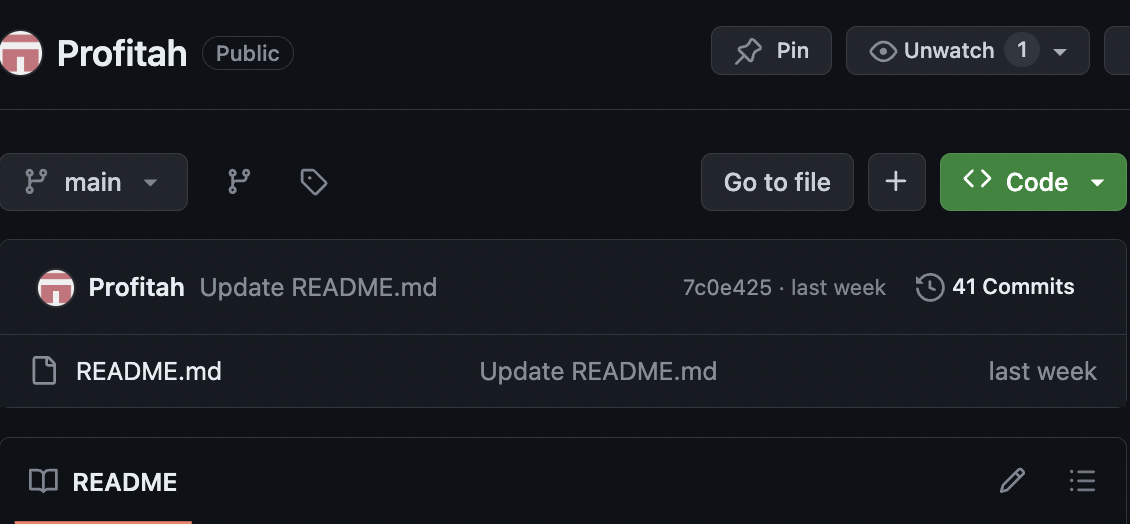 Profitah Public Pin Unwatch 1
main Go to file + Code
Profitah Update README.md 7c0e425 · last week 41 Commits
README.md Update README.md last week
README